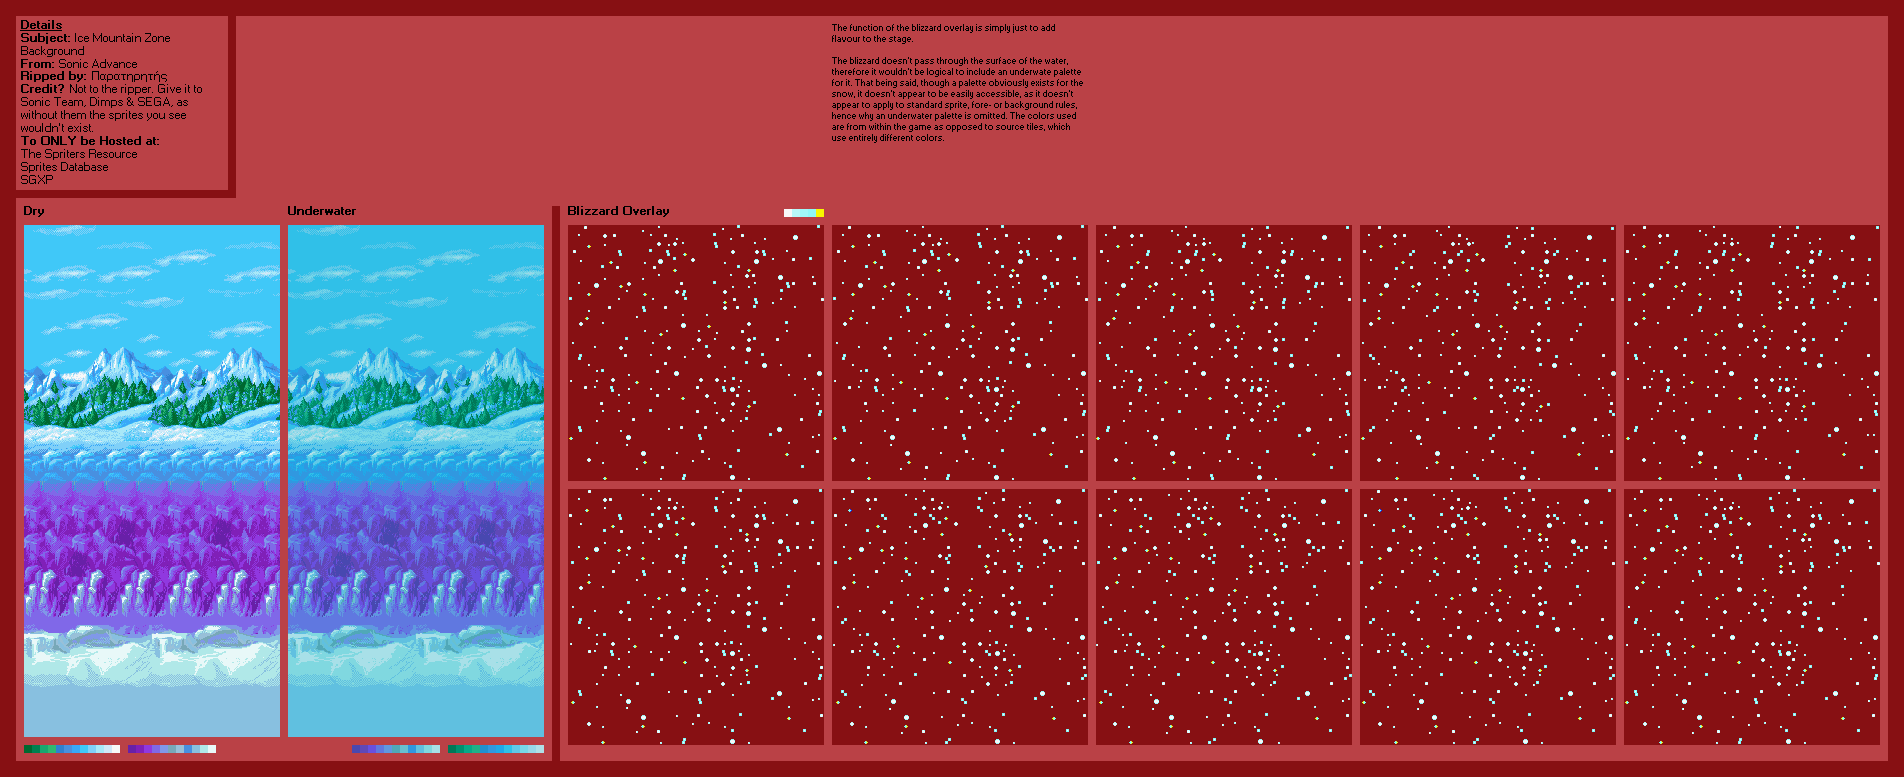 Details
Subject: Ice Mountain Zone
Background
From: Sonic Advance
Ripped by: Παρατηρητής
Credit? Not to the ripper. Give it to
Sonic Team, Dimps & SEGA, as
without them the sprites you see
wouldn't exist.
To ONLY be Hosted at:
The Spriters Resource
Sprites Database
SGXP
The function of the blizzard overlay is simply just to add
flavour to the stage.
The blizzard doesn't pass through the surface of the water,
therefore it wouldn't be logical to include an underwate palette
for it. That being said, though a palette obviously exists for the
snow, it doesn't appear to be easily accessible, as it doesn't
appear to apply to standard sprite, fore- or background rules,
hence why an underwater palette is omitted. The colors used
are from within the game as opposed to source tiles, which
use entirely different colors.
Dry
Underwater
Blizzard Overlay